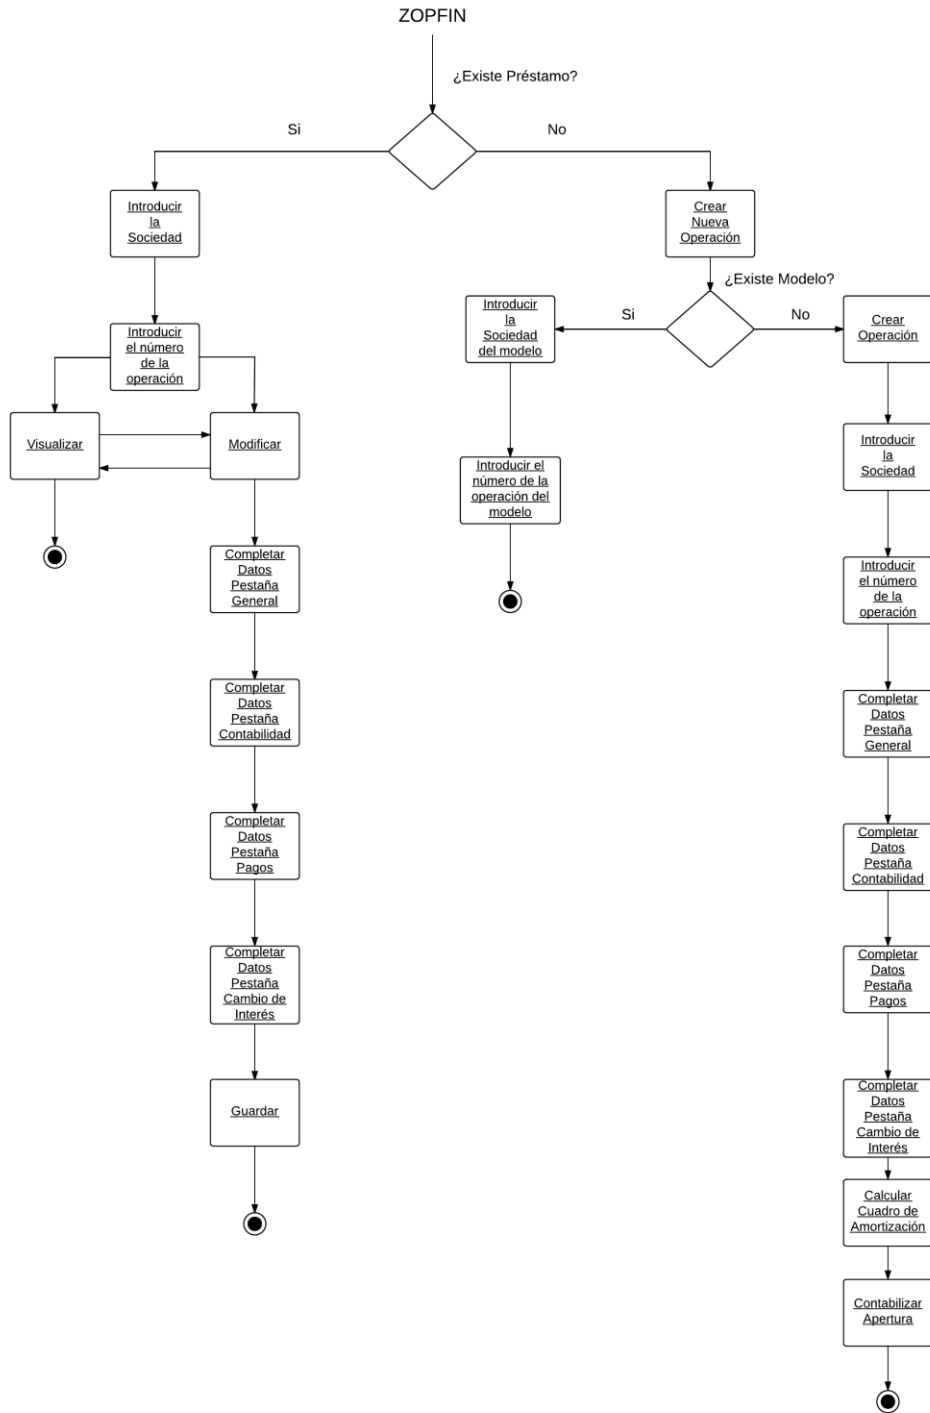 ZOPFIN
¿Existe Préstamo?
Si
No
Introducir
la
Sociedad
Crear
Nueva
Operación
¿Existe Modelo?
Introducir
la
Sociedad
del modelo
Si
No
Crear
Operación
Introducir
el número
de la
operación
Visualizar
Modificar
Introducir
la
Sociedad
Introducir el
número de la
operación del
modelo
Completar
Datos
Pestaña
General
Introducir
el número
de la
operación
Completar
Datos
Pestaña
Contabilidad
Completar
Datos
Pestaña
General
Completar
Datos
Pestaña
Pagos
Completar
Datos
Pestaña
Contabilidad
Completar
Datos
Pestaña
Cambio de
Interés
Completar
Datos
Pestaña
Pagos
Guardar
Completar
Datos
Pestaña
Cambio de
Interés
Calcular
Cuadro de
Amortización
Contabilizar
Apertura